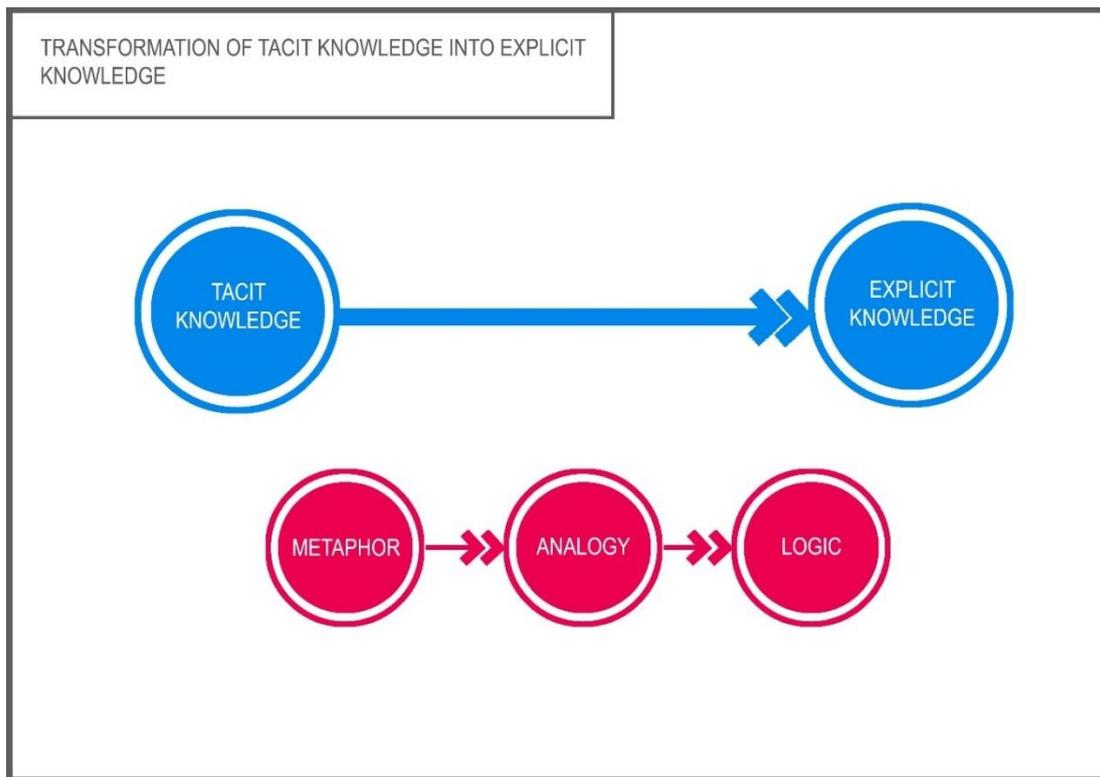 TRANSFORMATION OF TACIT KNOWLEDGE INTO EXPLICIT
KNOWLEDGE
TACIT
KNOWLEDGE
EXPLICIT
KNOWLEDGE
METAPHOR
ANALOGY
LOGIC